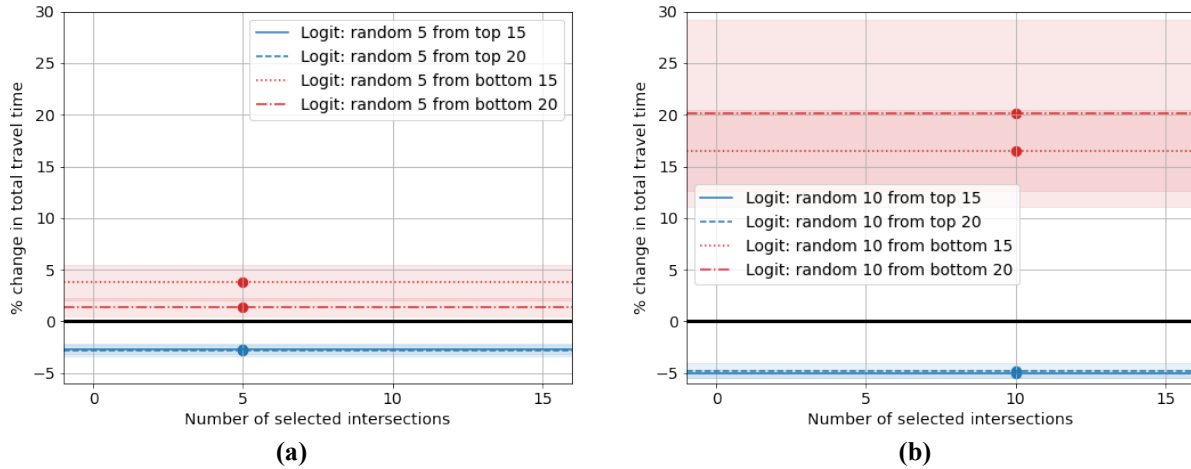 30
25
20
15
10
5
0
−5
% change in total travel time
Logit: random 5 from top 15
Logit: random 5 from top 20
Logit: random 5 from bottom 15
Logit: random 5 from bottom 20
0
5
10
15
Number of selected intersections
(a)
30
25
20
15
10
5
0
−5
% change in total travel time
Logit: random 10 from top 15
Logit: random 10 from top 20
Logit: random 10 from bottom 15
Logit: random 10 from bottom 20
0
5
10
15
Number of selected intersections
(b)